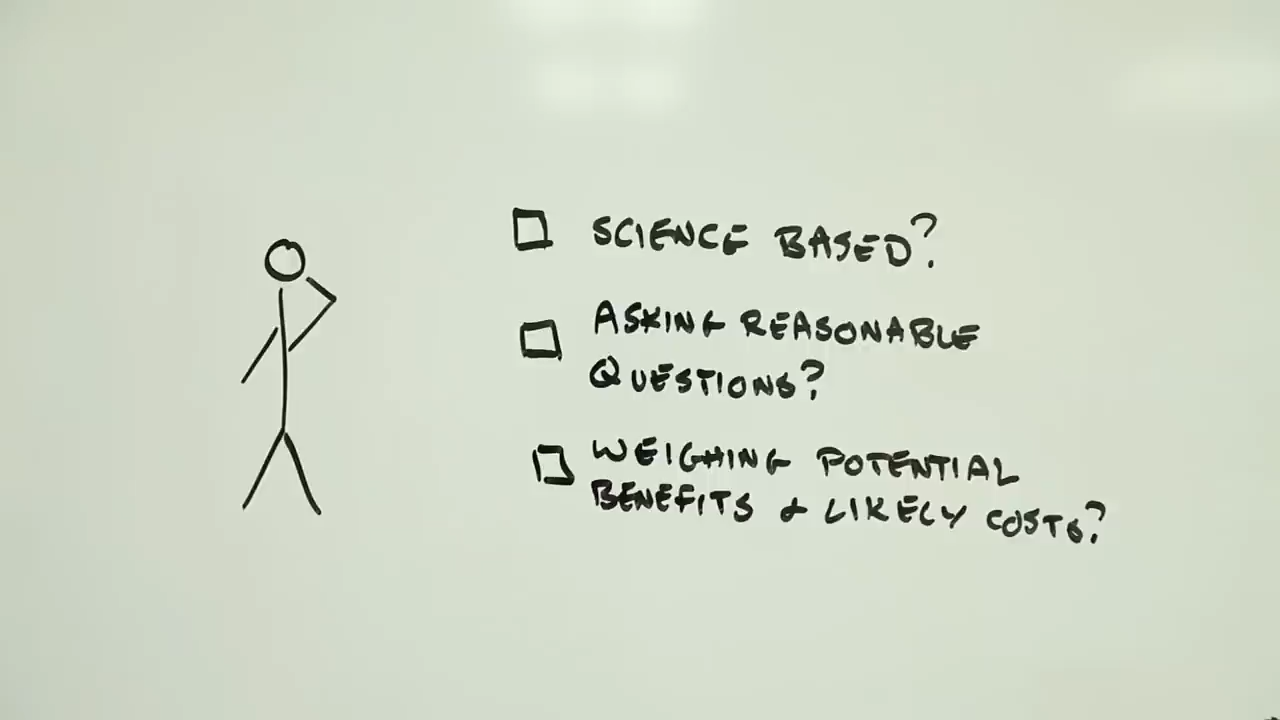 SCIENCE BASED?
ASKING REASONABLE
QUESTIONS?
WEIGHING POTENTIAL
BENEFITS & LIKELY COSTS?